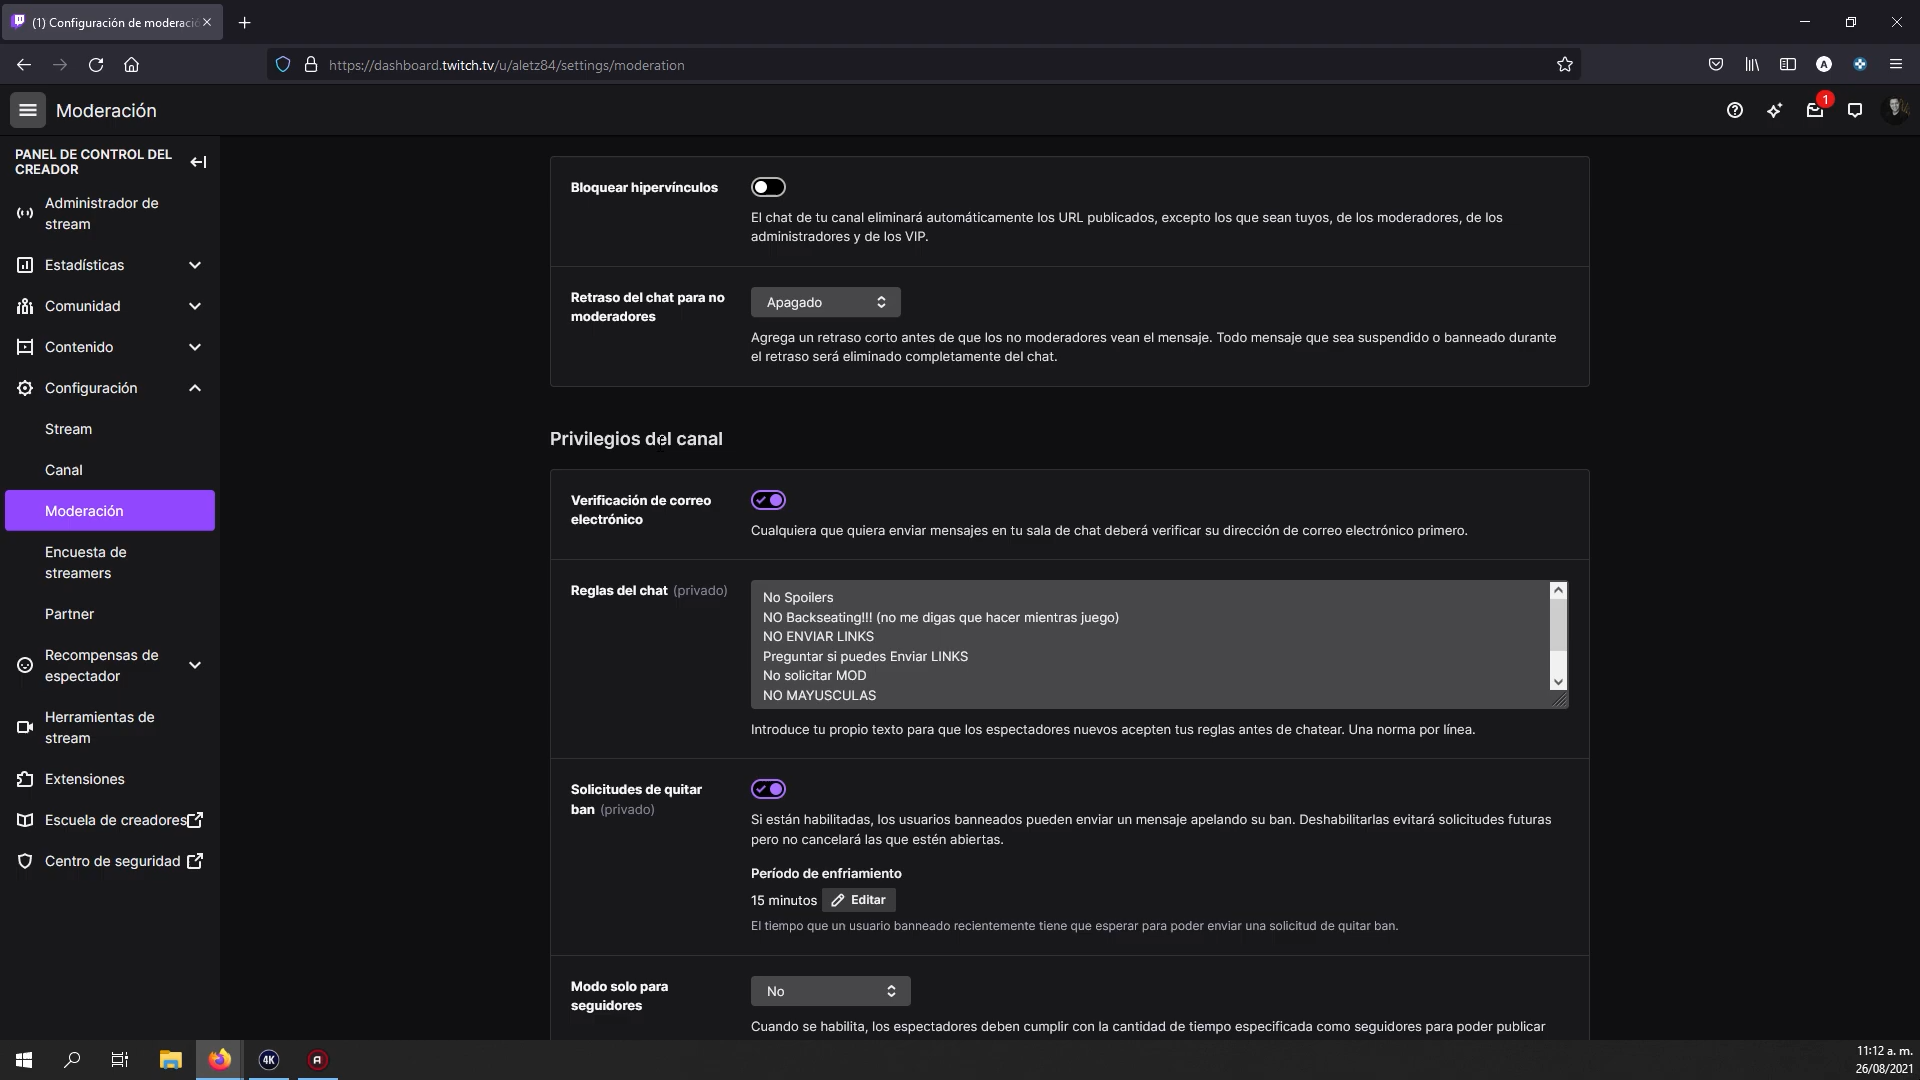 (1) Configuración de moderació
https://dashboard.twitch.tv/u/aletz84/settings/moderation
A
Moderación
1
PANEL DE CONTROL DEL
CREADOR
Administrador de
stream
Estadísticas
Comunidad
Contenido
Configuración
Stream
Canal
Moderación
Encuesta de
streamers
Partner
Recompensas de
espectador
Herramientas de
stream
Extensiones
Escuela de creadores
Centro de seguridad
Bloquear hipervínculos
El chat de tu canal eliminará automáticamente los URL publicados, excepto los que sean tuyos, de los moderadores, de los
administradores y de los VIP.
Retraso del chat para no
moderadores
Apagado
Agrega un retraso corto antes de que los no moderadores vean el mensaje. Todo mensaje que sea suspendido o banneado durante
el retraso será eliminado completamente del chat.
Privilegios del canal
Verificación de correo
electrónico
Cualquiera que quiera enviar mensajes en tu sala de chat deberá verificar su dirección de correo electrónico primero.
Reglas del chat (privado)
No Spoilers
NO Backseating!!! (no me digas que hacer mientras juego)
NO ENVIAR LINKS
Preguntar si puedes Enviar LINKS
No solicitar MOD
NO MAYUSCULAS
Introduce tu propio texto para que los espectadores nuevos acepten tus reglas antes de chatear. Una norma por línea.
Solicitudes de quitar
ban (privado)
Si están habilitadas, los usuarios banneados pueden enviar un mensaje apelando su ban. Deshabilitarlas evitará solicitudes futuras
pero no cancelará las que estén abiertas.
Período de enfriamiento
15 minutos Editar
El tiempo que un usuario banneado recientemente tiene que esperar para poder enviar una solicitud de quitar ban.
Modo solo para
seguidores
No
Cuando se habilita, los espectadores deben cumplir con la cantidad de tiempo especificada como seguidores para poder publicar
4K
11:12 a. m.
26/08/2021